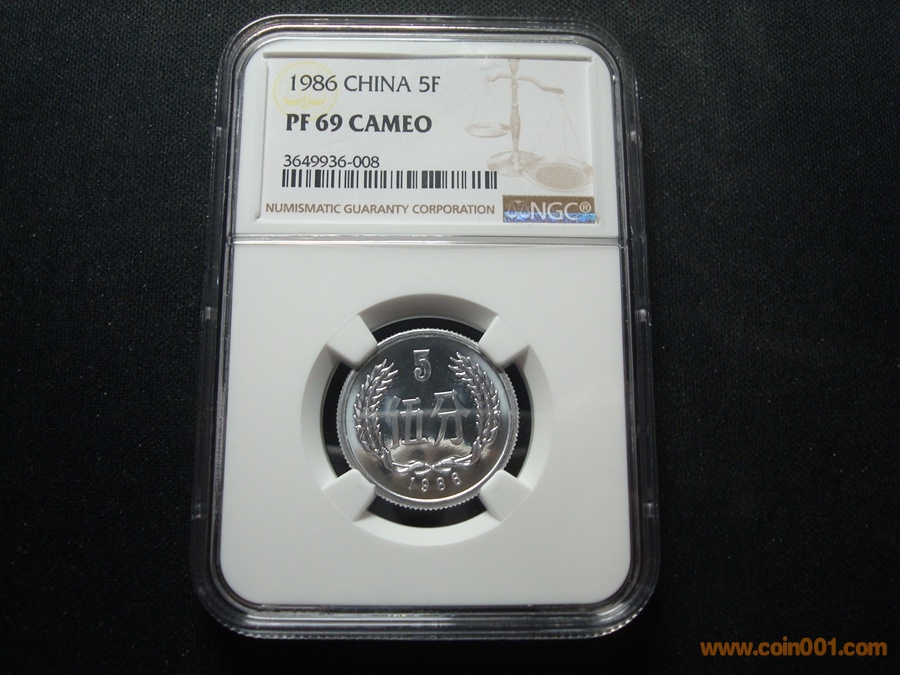 1986 CHINA 5F
PF 69 CAMEO
3649936-008
NUMISMATIC GUARANTY CORPORATION NGC®
5
伍分
1986
www.coin001.com